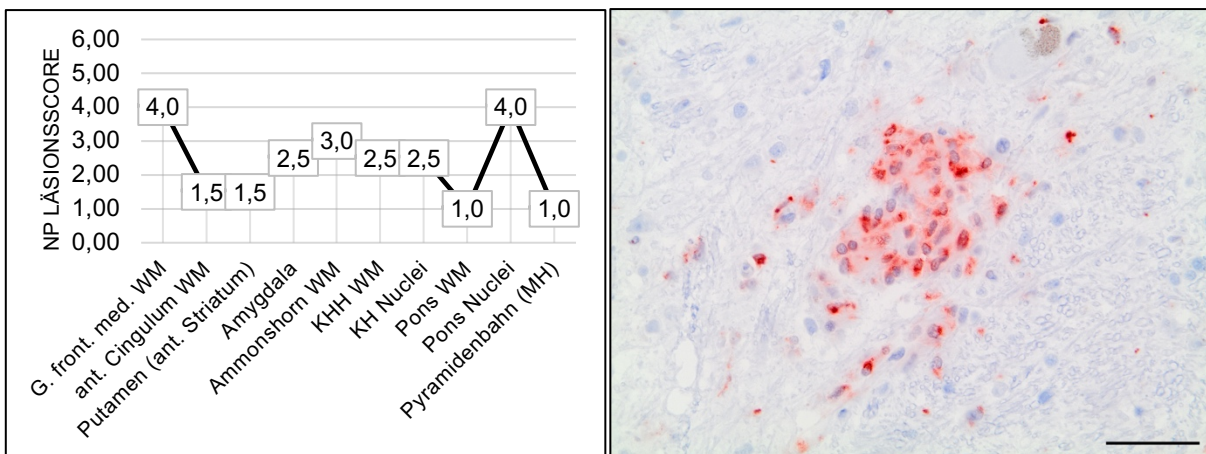 NP LÄSIONSSCORE
6,00
5,00
4,00
3,00
2,00
1,00
0,00
4,0
1,5
1,5
2,5
3,0
2,5
2,5
1,0
4,0
1,0
G. front. med. WM
ant. Cingulum WM
Putamen (ant. Striatum)
Amygdala
Ammonshorn WM
KHH WM
KH Nuclei
Pons WM
Pons Nuclei
Pyramidenbahn (MH)